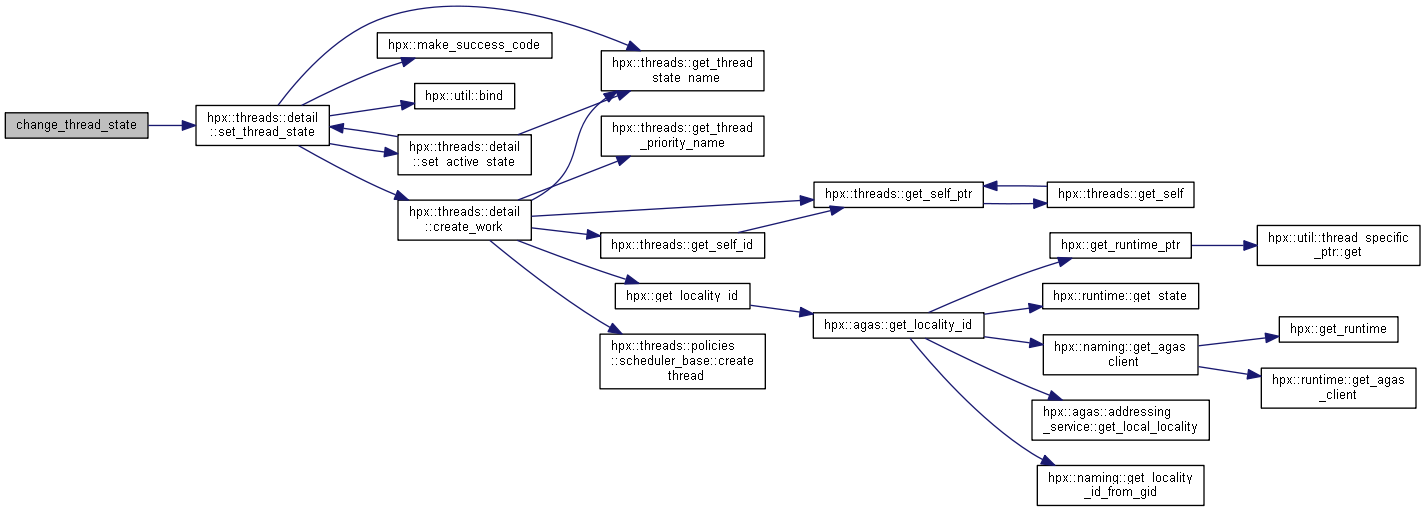 change_thread_state
hpx::threads::detail
::set_thread_state
hpx::make_success_code
hpx::util::bind
hpx::threads::detail
::set_active_state
hpx::threads::detail
::create_work
hpx::threads::get_thread
_state_name
hpx::threads::get_thread
_priority_name
hpx::threads::get_self_ptr
hpx::threads::get_self
hpx::threads::get_self_id
hpx::get_locality_id
hpx::threads::policies
::scheduler_base::create
_thread
hpx::agas::get_locality_id
hpx::get_runtime_ptr
hpx::util::thread_specific
_ptr::get
hpx::runtime::get_state
hpx::naming::get_agas
_client
hpx::get_runtime
hpx::runtime::get_agas
_client
hpx::agas::addressing
_service::get_local_locality
hpx::naming::get_locality
_id_from_gid